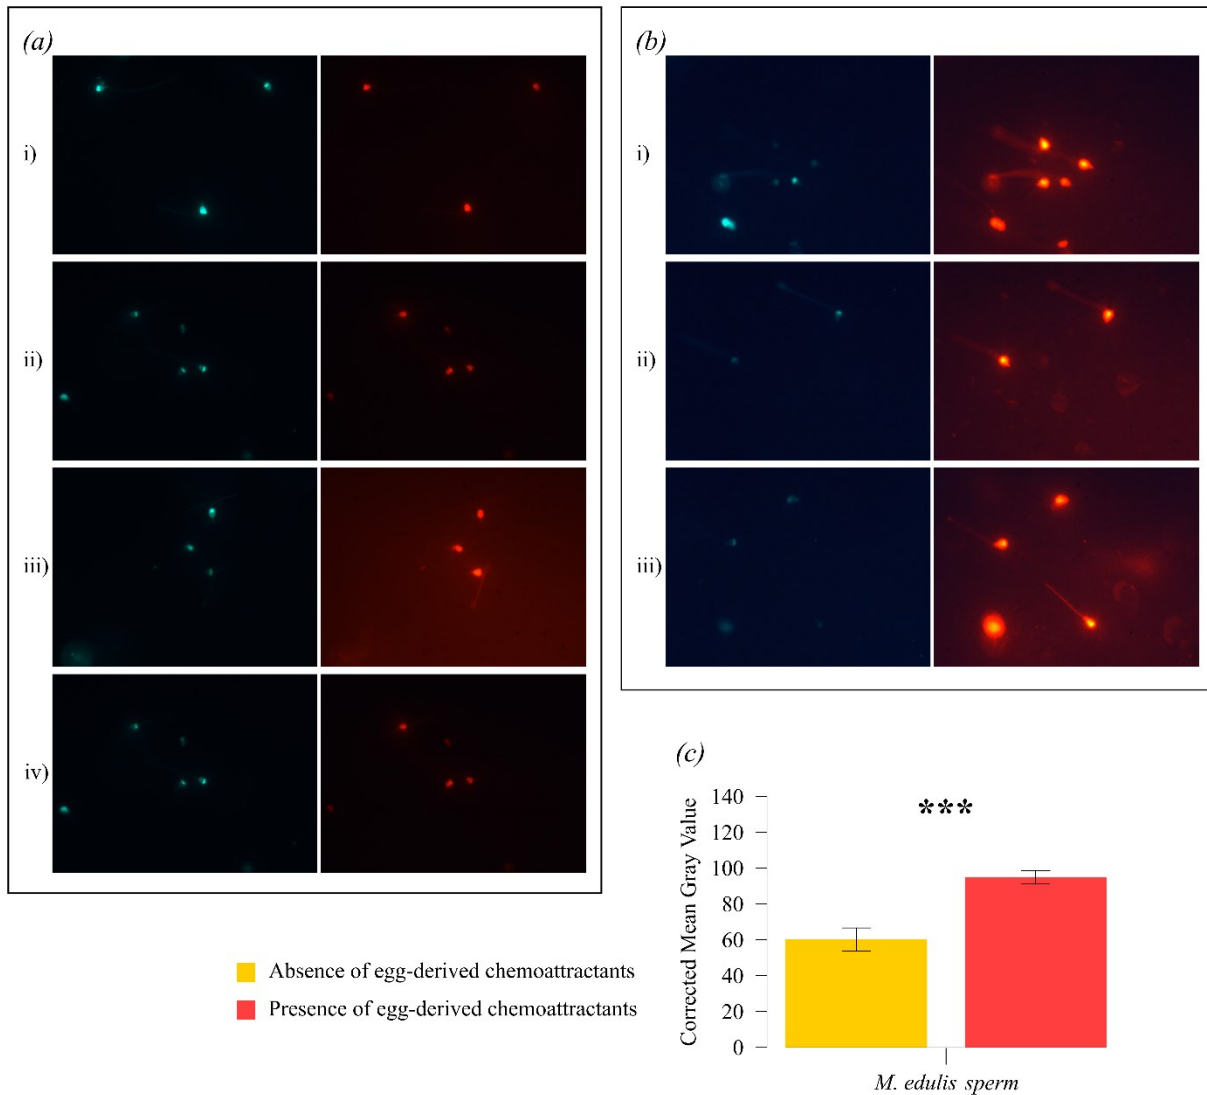 (a)
i)
ii)
iii)
iv)
(b)
i)
ii)
iii)
(c)
Corrected Mean Gray Value
140
120
100
80
60
40
20
0
***
M. edulis sperm
Absence of egg-derived chemoattractants
Presence of egg-derived chemoattractants